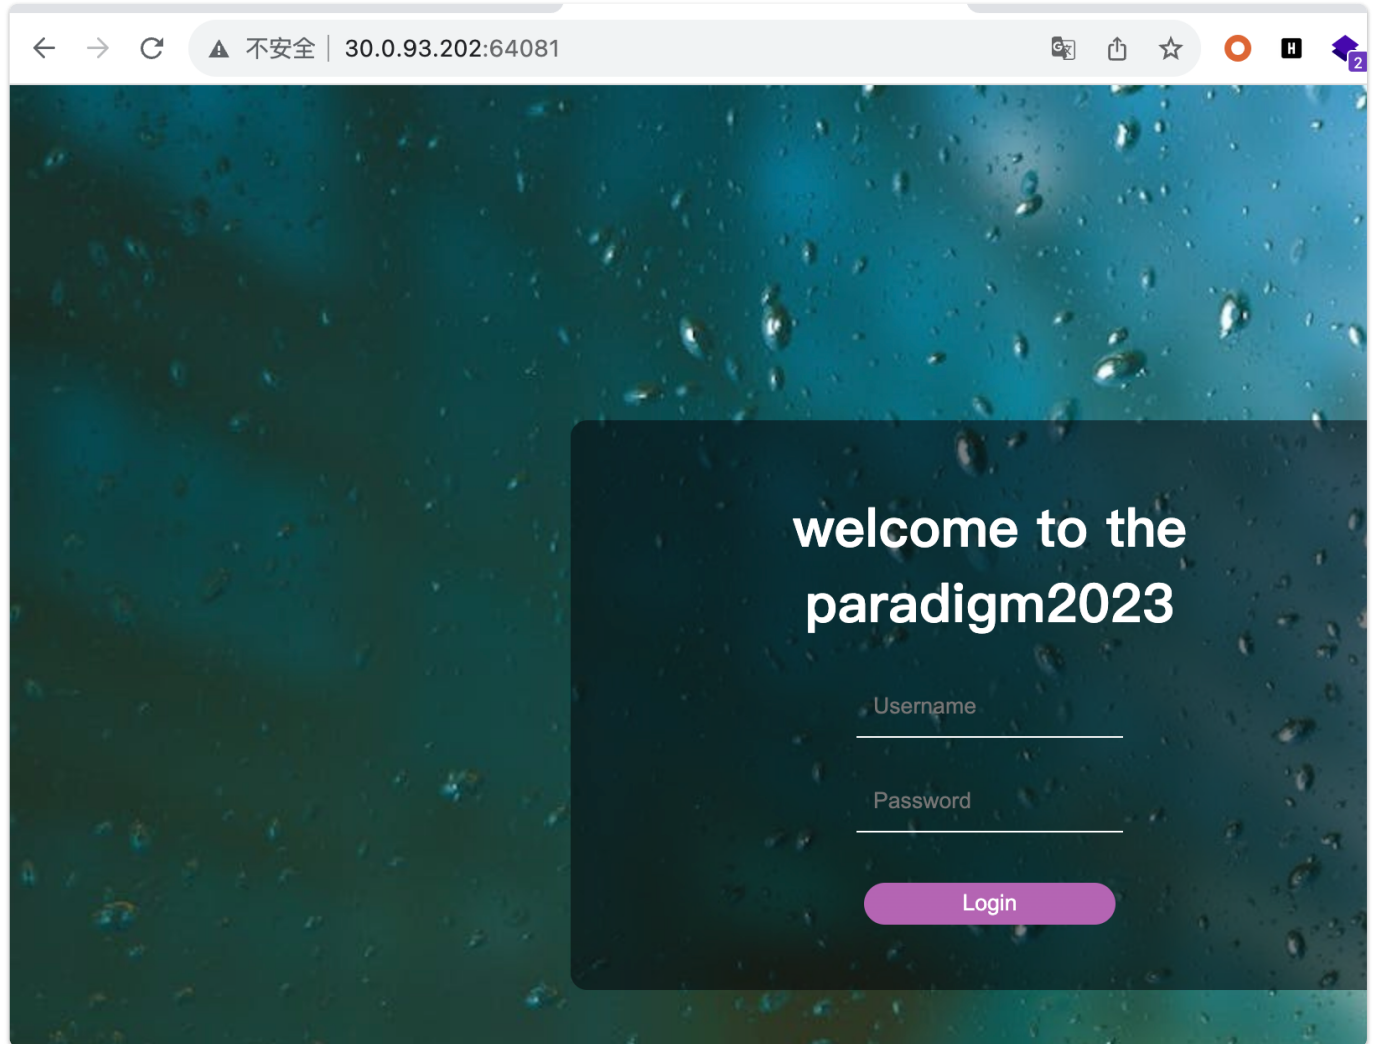 不安全 30.0.93.202:64081
H
2
welcome to the
paradigm2023
Username
Password
Login